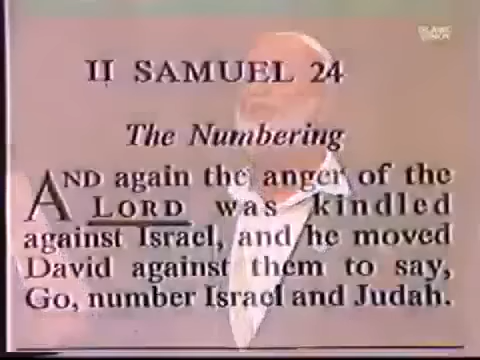 II SAMUEL 24
The Numbering
AND again the anger of the
LORD was kindled
against Israel, and he moved
David against them to say,
Go, number Israel and Judah.